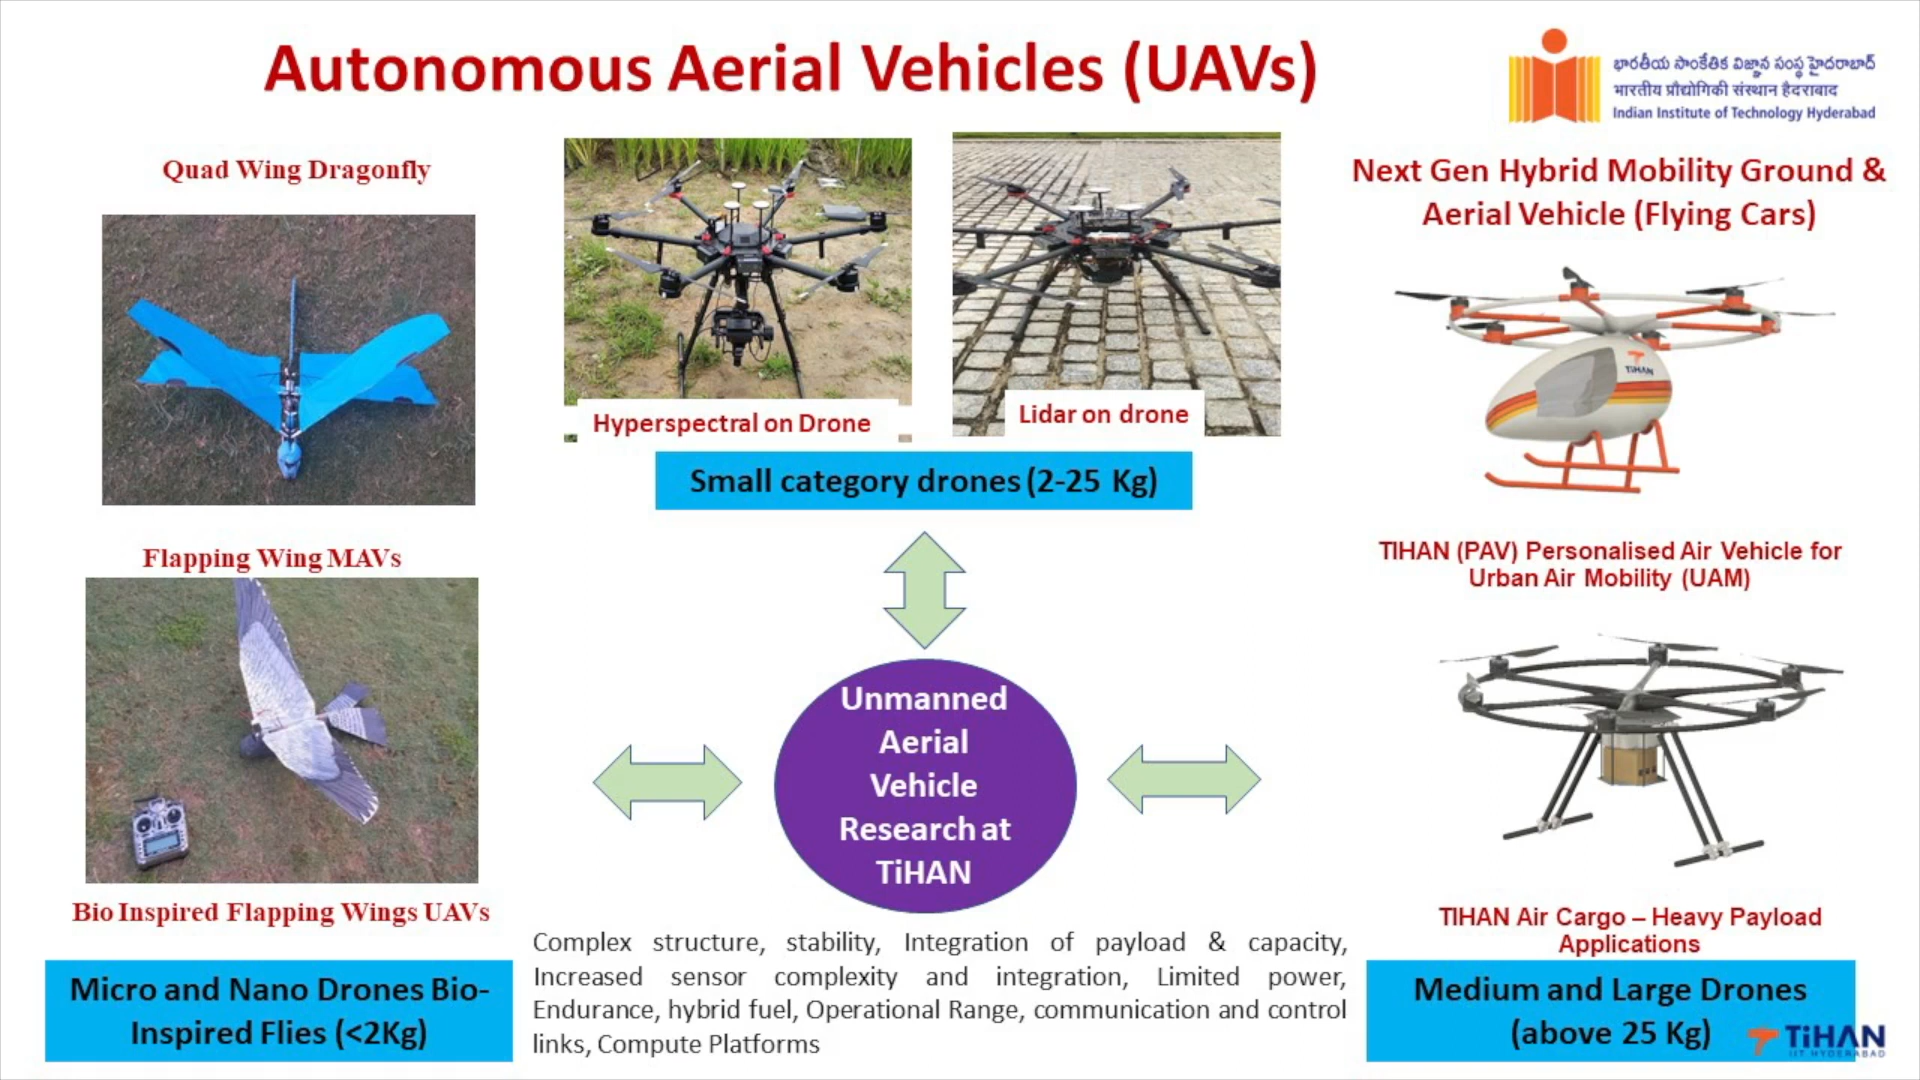 Autonomous Aerial Vehicles (UAVs)
భారతీయ సాంకేతిక విజ్ఞాన సంస్థ హైదరాబాద్
भारतीय प्रौद्योगिकी संस्थान हैदराबाद
Indian Institute of Technology Hyderabad
Quad Wing Dragonfly
Flapping Wing MAVs
Bio Inspired Flapping Wings UAVs
Micro and Nano Drones Bio-
Inspired Flies (<2Kg)
Hyperspectral on Drone
Lidar on drone
Small category drones (2-25 Kg)
Unmanned
Aerial
Vehicle
Research at
TiHAN
Complex structure, stability, Integration of payload & capacity,
Increased sensor complexity and integration, Limited power,
Endurance, hybrid fuel, Operational Range, communication and control
links, Compute Platforms
Next Gen Hybrid Mobility Ground &
Aerial Vehicle (Flying Cars)
TiHAN
TIHAN (PAV) Personalised Air Vehicle for
Urban Air Mobility (UAM)
TIHAN Air Cargo – Heavy Payload
Applications
Medium and Large Drones
(above 25 Kg)
TiHAN
IIT HYDERABAD